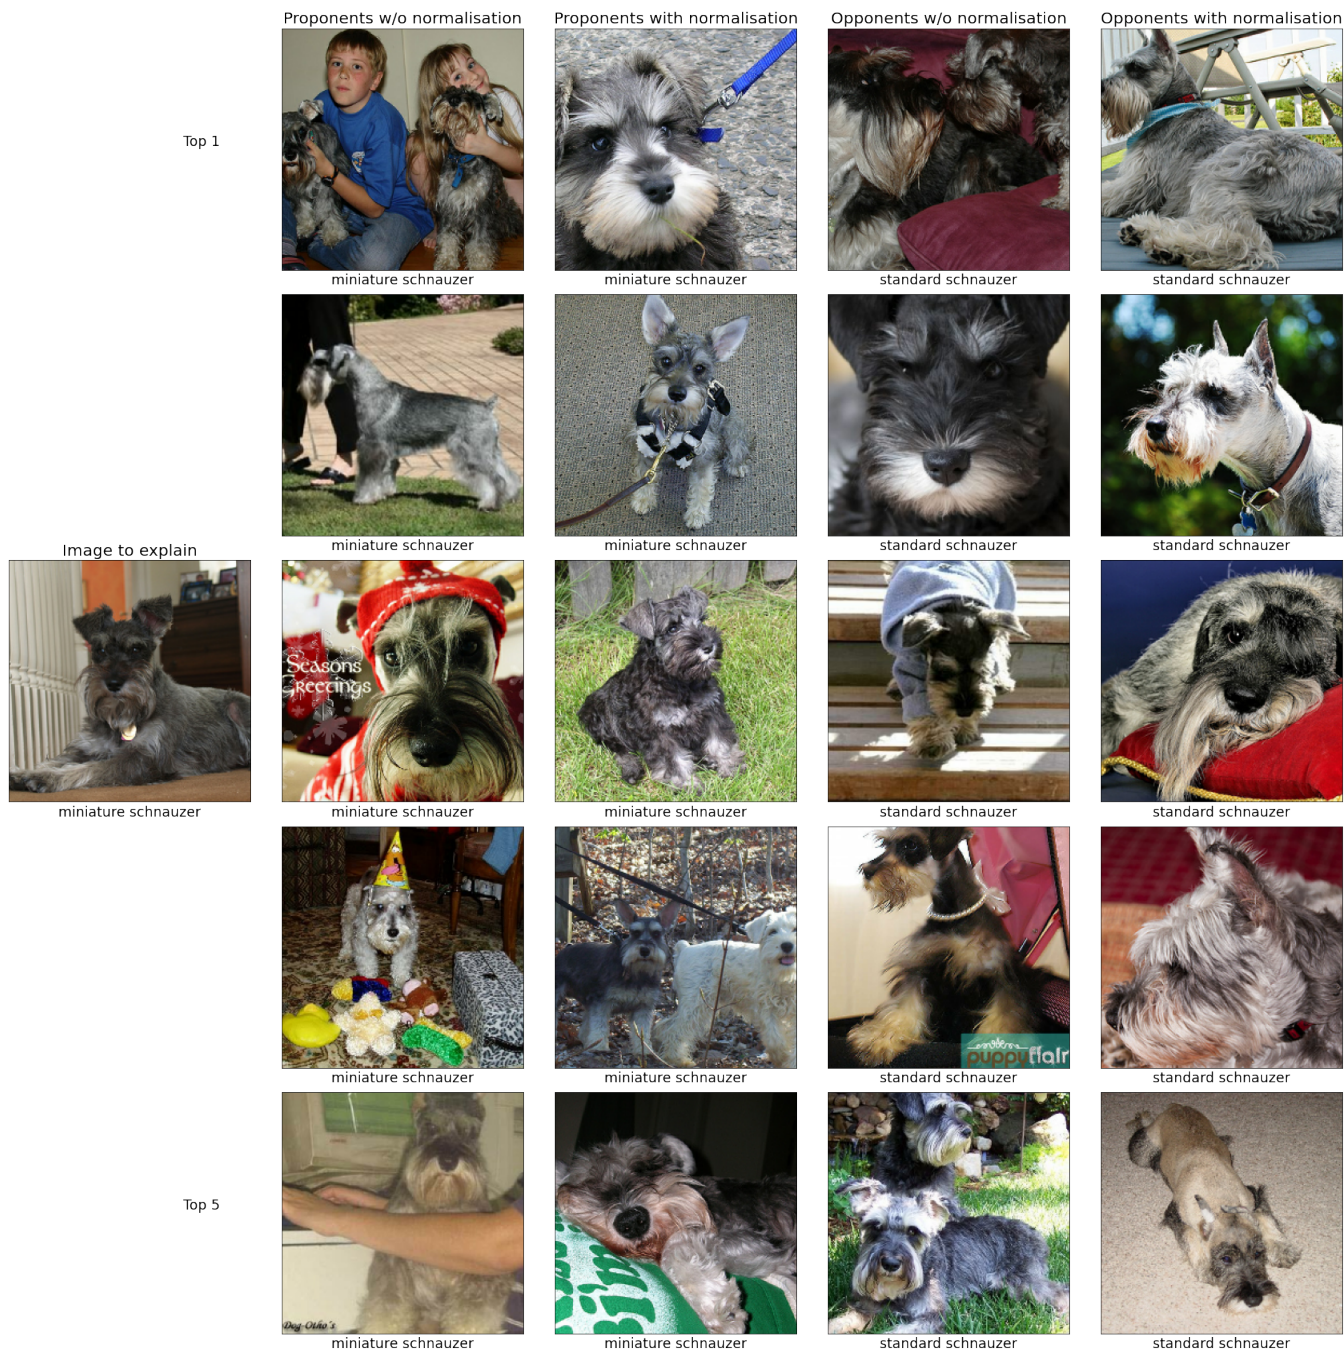 Proponents w/o normalisation
Proponents with normalisation
Opponents w/o normalisation
Opponents with normalisation
Top 1
miniature schnauzer
miniature schnauzer
standard schnauzer
standard schnauzer
miniature schnauzer
miniature schnauzer
standard schnauzer
standard schnauzer
Image to explain
Seasons
Greetings
miniature schnauzer
miniature schnauzer
miniature schnauzer
standard schnauzer
standard schnauzer
puppyflair
miniature schnauzer
miniature schnauzer
standard schnauzer
standard schnauzer
Top 5
Dog-Otho's
miniature schnauzer
miniature schnauzer
standard schnauzer
standard schnauzer